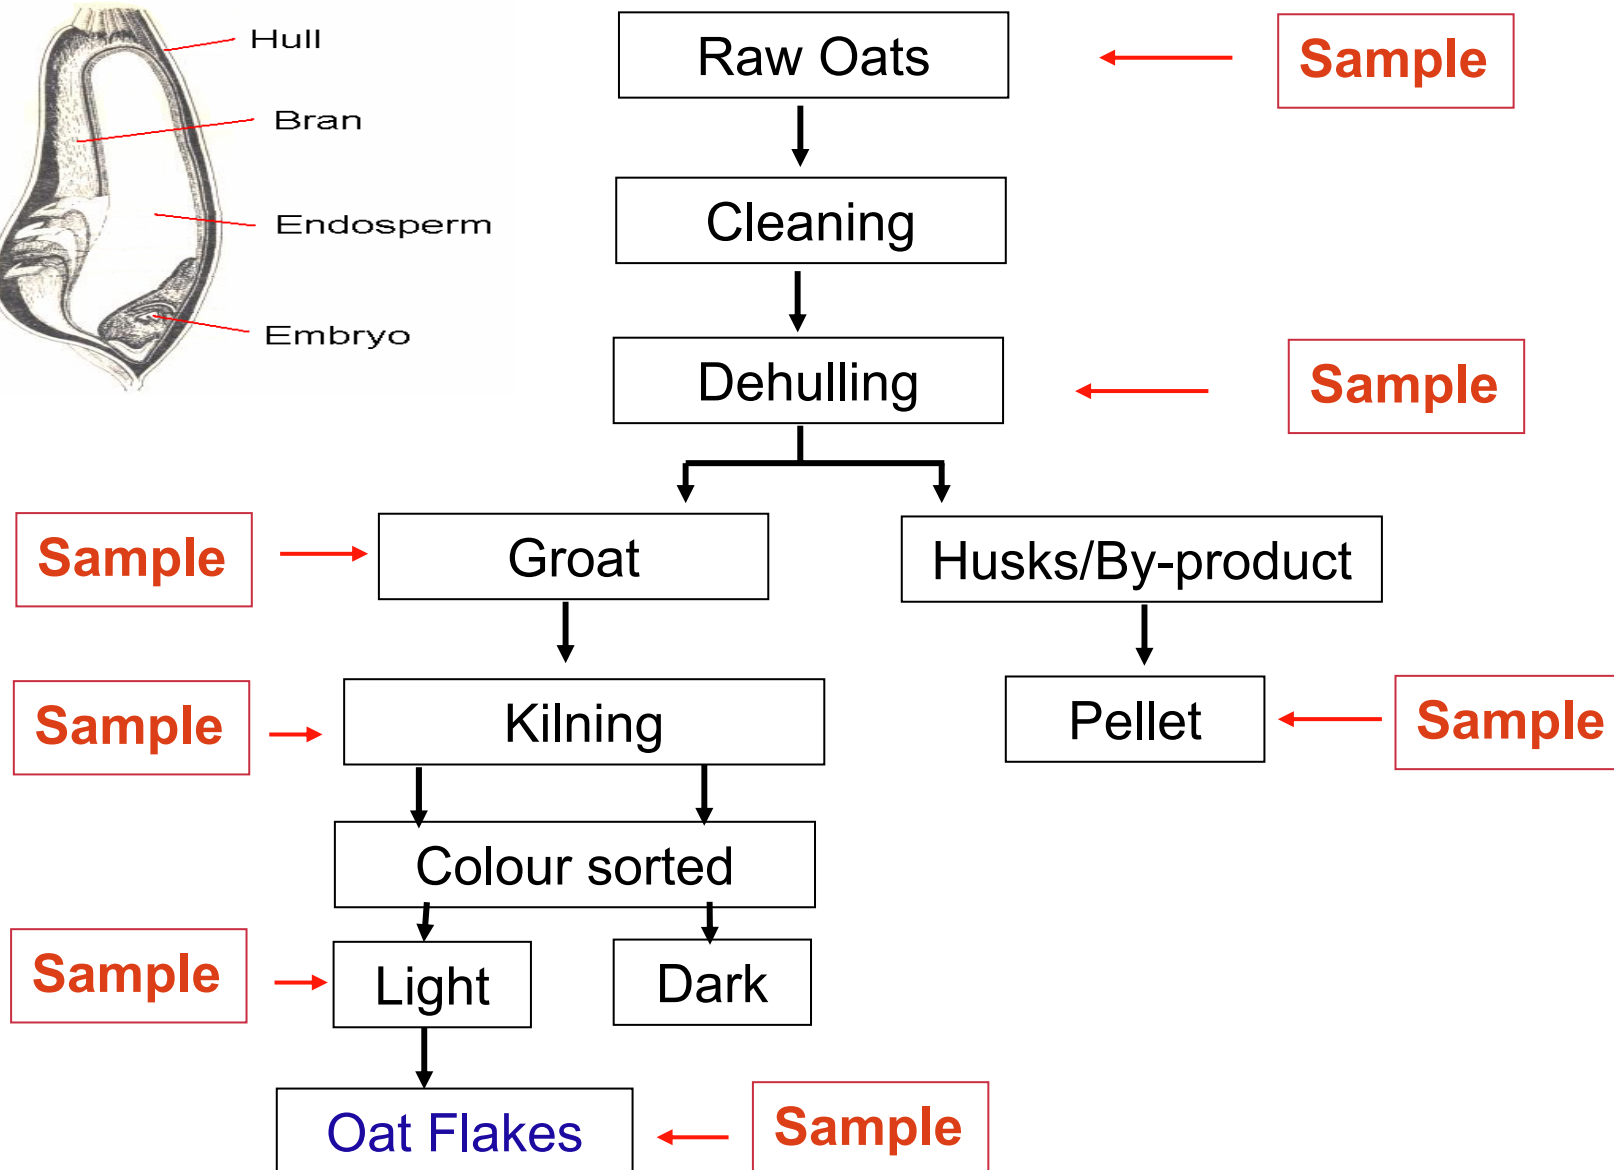 Hull
Bran
Endosperm
Embryo
Raw Oats
Sample
Cleaning
Dehulling
Sample
Sample
Groat
Husks/By-product
Sample
Kilning
Pellet
Sample
Colour sorted
Sample
Light
Dark
Oat Flakes
Sample